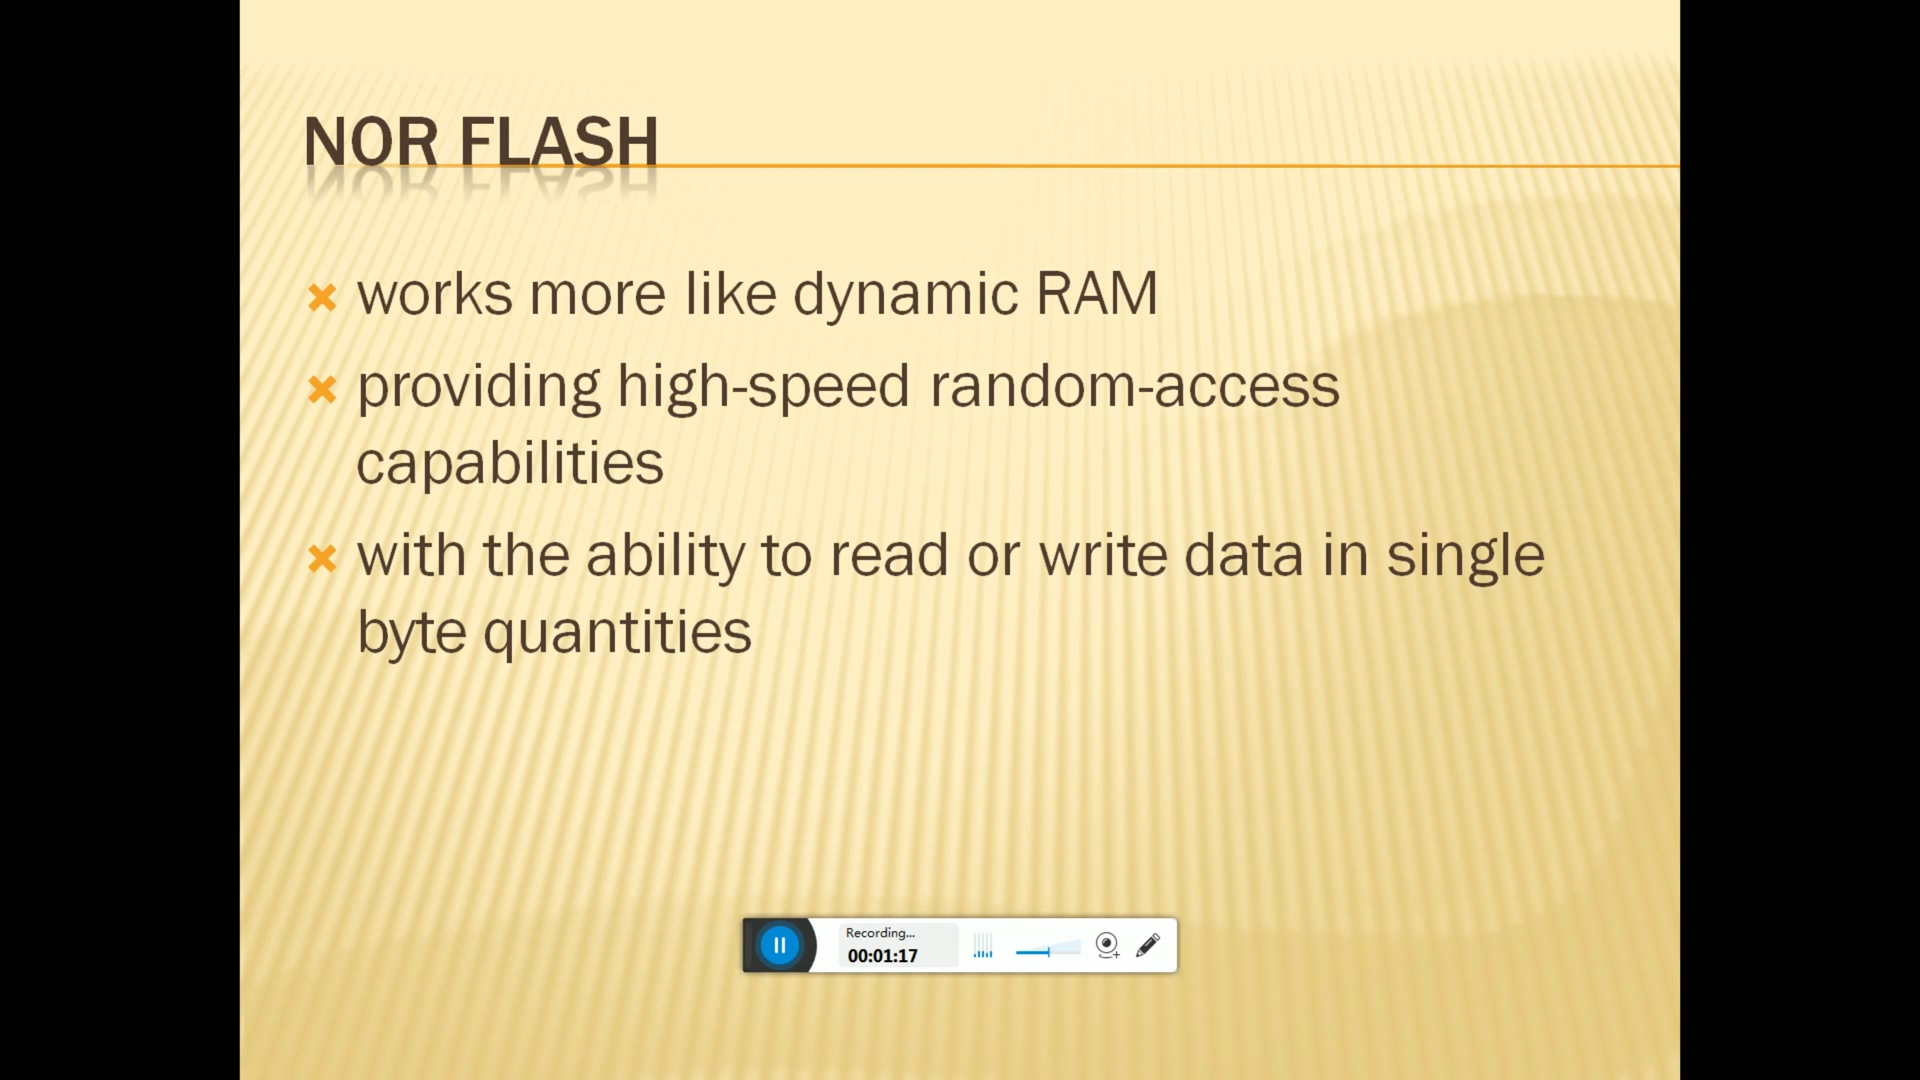 NOR FLASH
works more like dynamic RAM
providing high-speed random-access
capabilities
with the ability to read or write data in single
byte quantities
Recording...
00:01:17